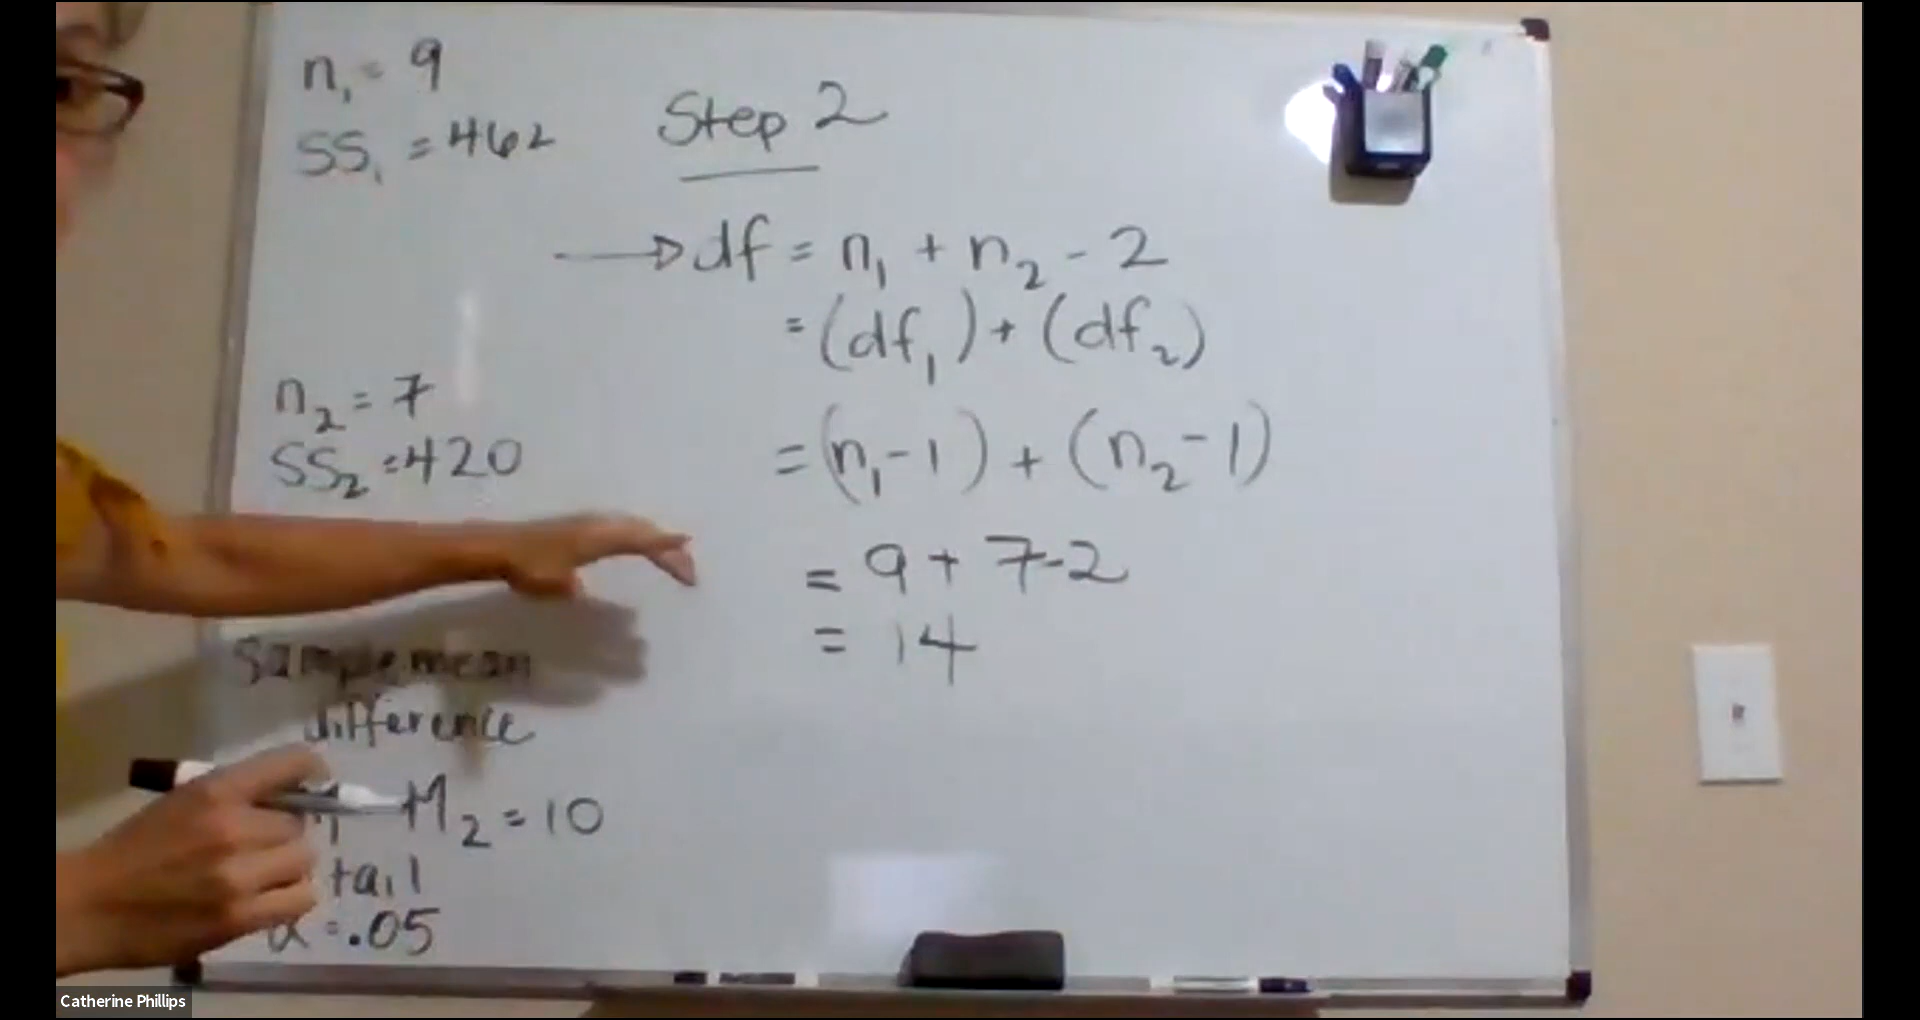 n₁ = 9
SS₁ = 462
n₂ = 7
SS₂ = 420
Sample mean
difference
M₂ = 10
tail
α = .05
Step 2
→ df = n₁ + n₂ - 2
= (df₁) + (df₂)
= (n₁ - 1) + (n₂ - 1)
= 9 + 7 - 2
= 14
Catherine Phillips